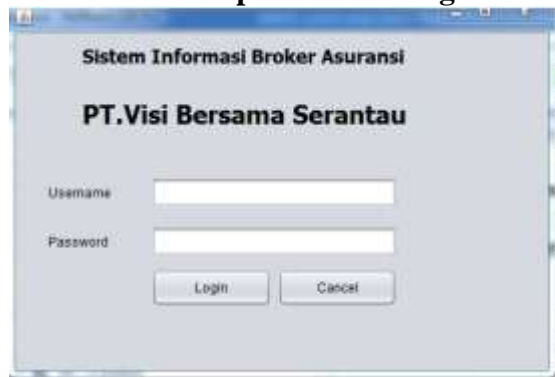 Sistem Informasi Broker Asuransi
PT.Visi Bersama Serantau
Username
Password
Login Cancel